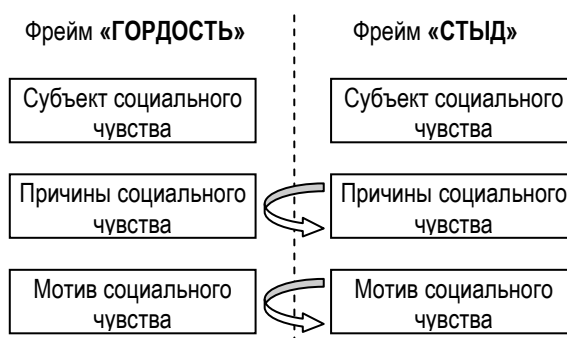 Фрейм «ГОРДОСТЬ»
Фрейм «СТЫД»
Субъект социального
чувства
Субъект социального
чувства
Причины социального
чувства
Причины социального
чувства
Мотив социального
чувства
Мотив социального
чувства